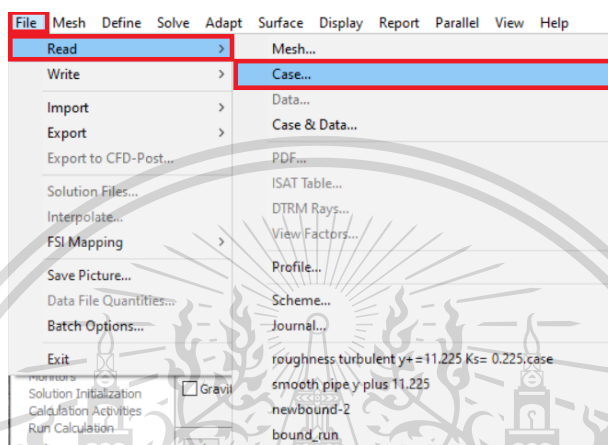 File Mesh Define Solve Adapt Surface Display Report Parallel View Help
Read > Mesh...
Write > Case...
Import > Data...
Export > Case & Data...
Export to CFD-Post... PDF...
Solution Files... ISAT Table...
Interpolate... DTRM Rays...
FSI Mapping > View Factors...
Save Picture... Profile...
Data File Quantities... Scheme...
Batch Options... Journal...
Exit roughness turbulent y+=11.225 Ks= 0.225.case
Monitors
Solution Initialization Gravit smooth pipe y plus 11.225
Calculation Activities newbound-2
Run Calculation bound_run